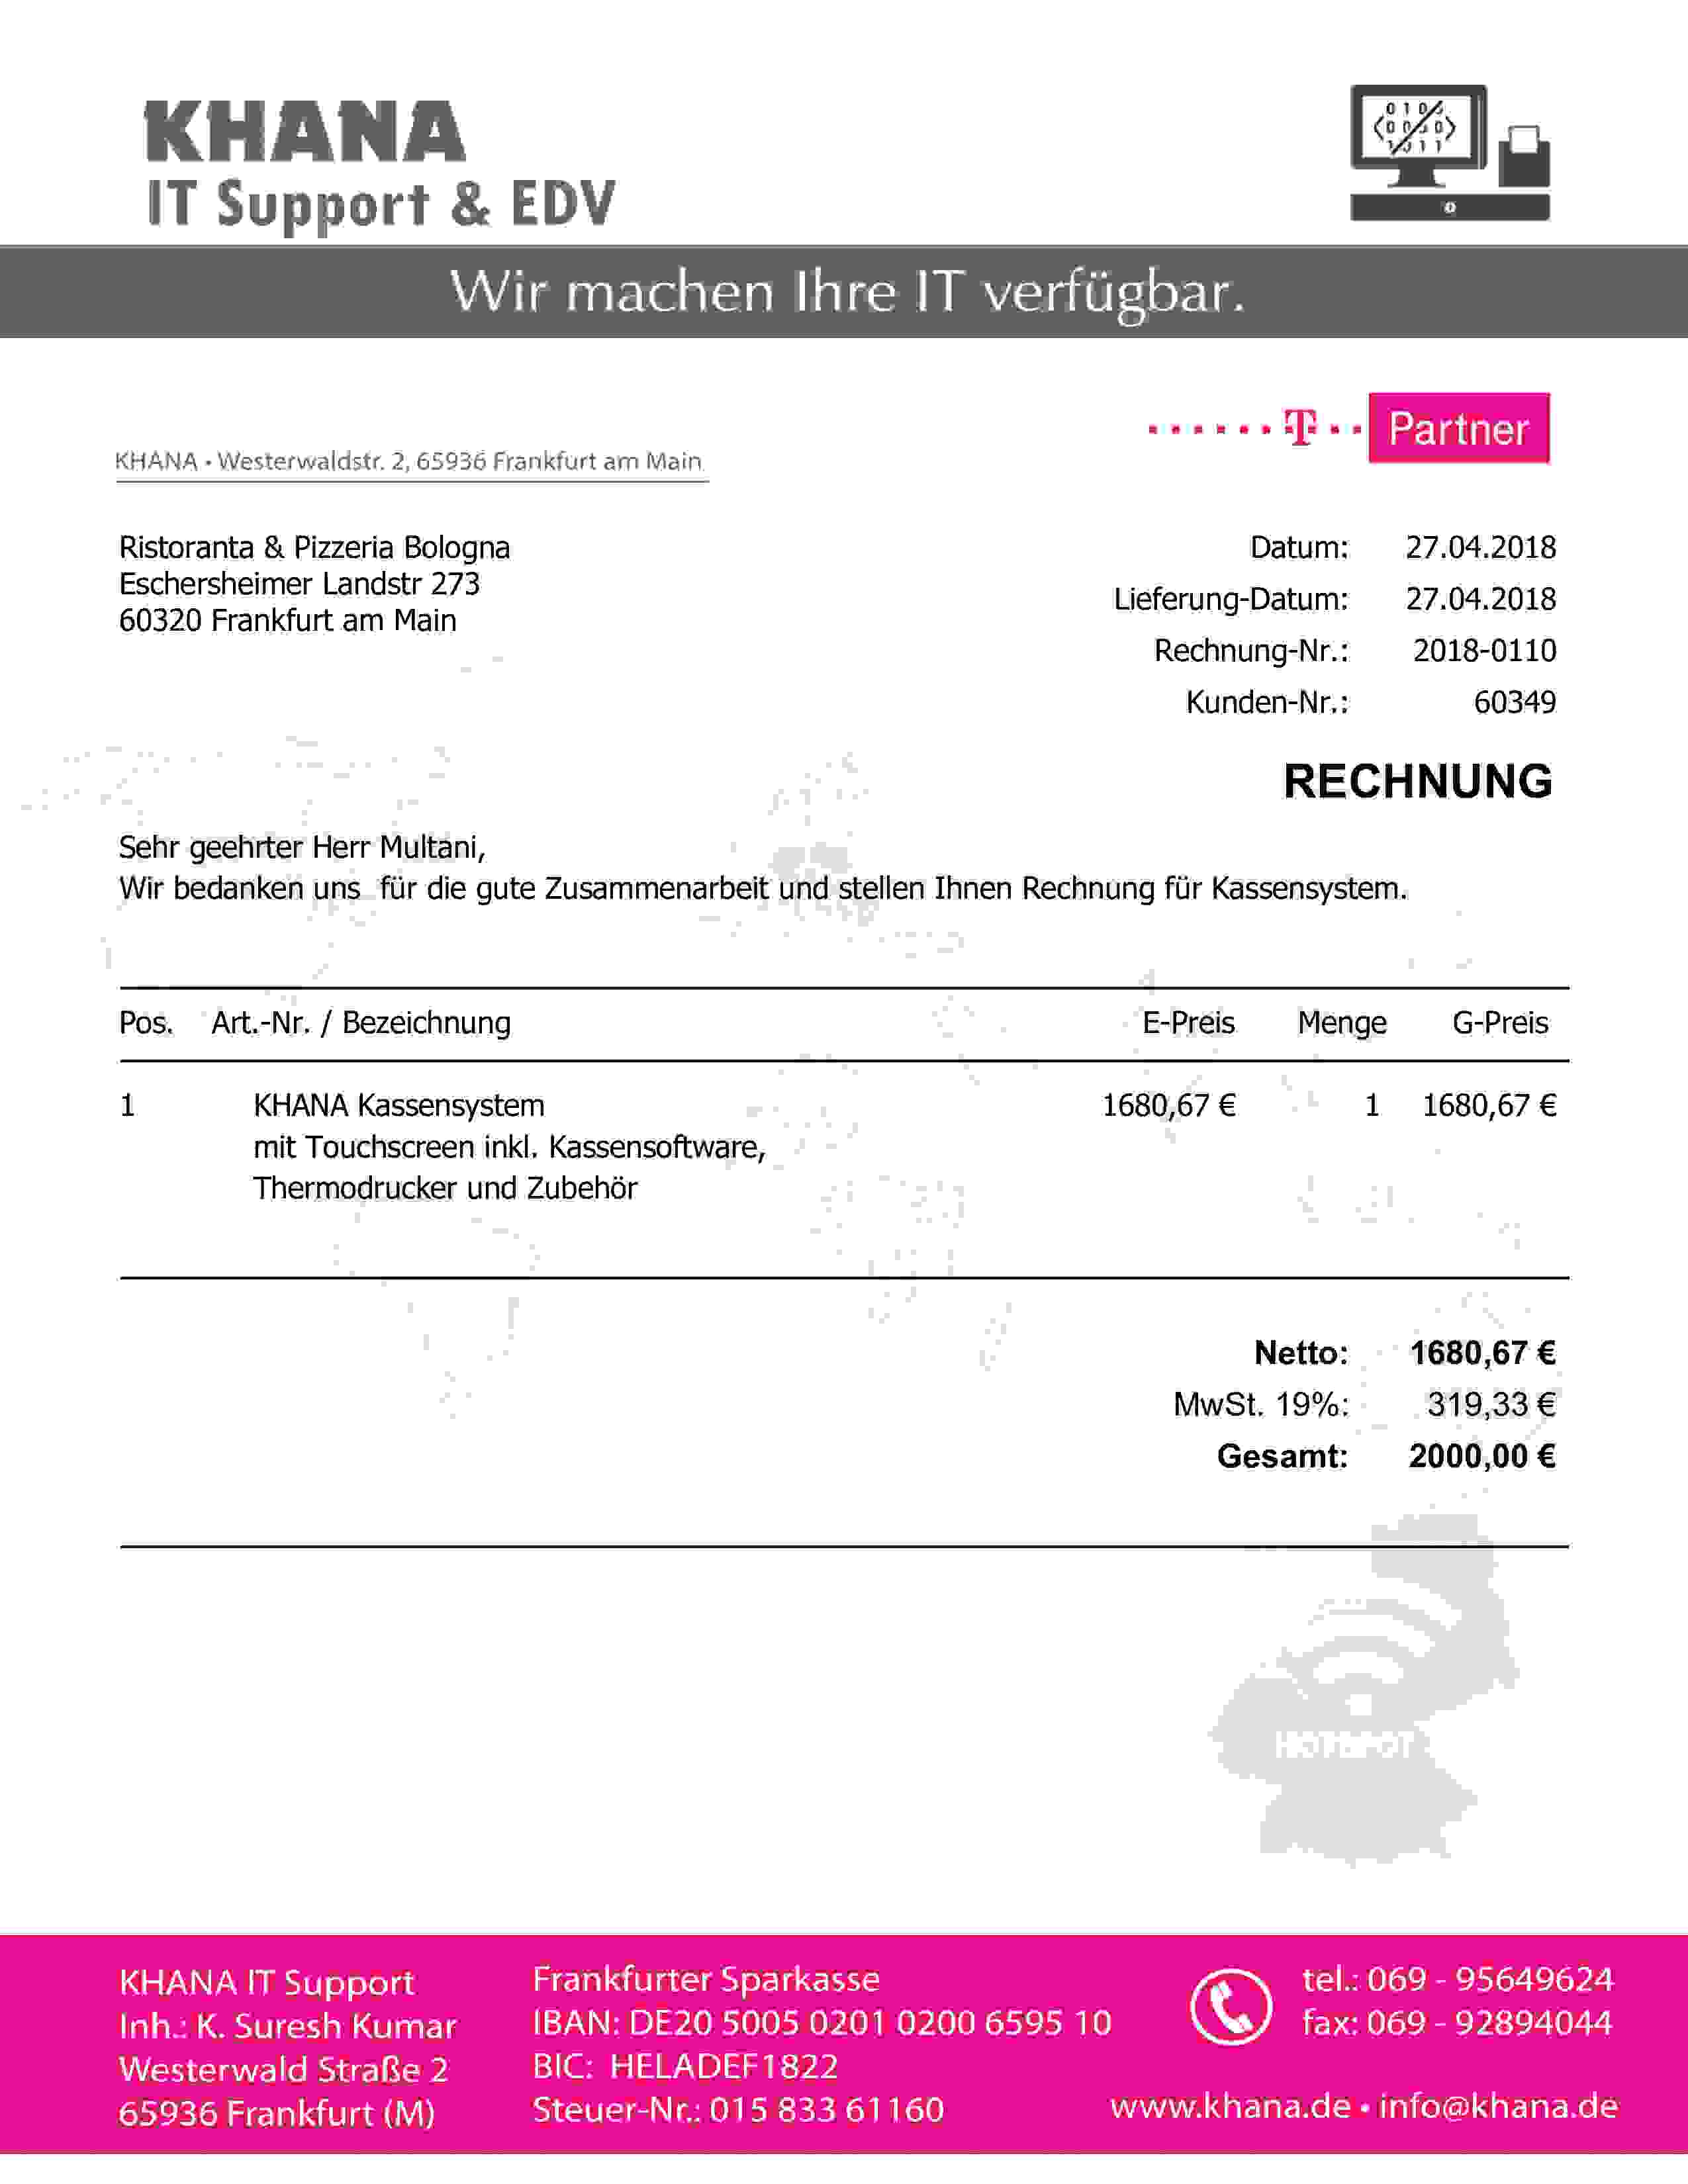 KHANA
IT Support & EDV
Wir machen Ihre IT verfügbar.
T Partner
KHANA • Westerwaldstr. 2, 65936 Frankfurt am Main
Ristoranta & Pizzeria Bologna
Eschersheimer Landstr 273
60320 Frankfurt am Main
Datum: 27.04.2018
Lieferung-Datum: 27.04.2018
Rechnung-Nr.: 2018-0110
Kunden-Nr.: 60349
RECHNUNG
Sehr geehrter Herr Multani,
Wir bedanken uns für die gute Zusammenarbeit und stellen Ihnen Rechnung für Kassensystem.
Pos. Art.-Nr. / Bezeichnung E-Preis Menge G-Preis
1 KHANA Kassensystem 1680,67 € 1 1680,67 €
mit Touchscreen inkl. Kassensoftware,
Thermodrucker und Zubehör
Netto: 1680,67 €
MwSt. 19%: 319,33 €
Gesamt: 2000,00 €
KHANA IT Support
Inh.: K. Suresh Kumar
Westerwald Straße 2
65936 Frankfurt (M)
Frankfurter Sparkasse
IBAN: DE20 5005 0201 0200 6595 10
BIC: HELADEF1822
Steuer-Nr.: 015 833 61160
tel.: 069 - 95649624
fax: 069 - 92894044
www.khana.de • info@khana.de